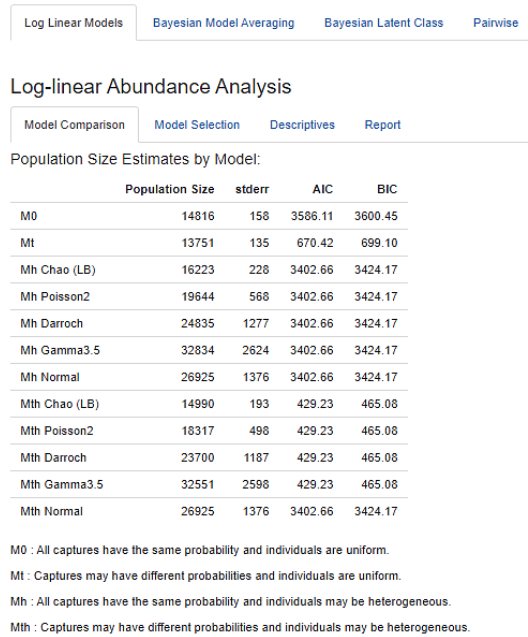 Log Linear Models Bayesian Model Averaging Bayesian Latent Class Pairwise
Log-linear Abundance Analysis
Model Comparison Model Selection Descriptives Report
Population Size Estimates by Model:
Population Size stderr AIC BIC
M0 14816 158 3586.11 3600.45
Mt 13751 135 670.42 699.10
Mh Chao (LB) 16223 228 3402.66 3424.17
Mh Poisson2 19644 568 3402.66 3424.17
Mh Darroch 24835 1277 3402.66 3424.17
Mh Gamma3.5 32834 2624 3402.66 3424.17
Mh Normal 26925 1376 3402.66 3424.17
Mth Chao (LB) 14990 193 429.23 465.08
Mth Poisson2 18317 498 429.23 465.08
Mth Darroch 23700 1187 429.23 465.08
Mth Gamma3.5 32551 2598 429.23 465.08
Mth Normal 26925 1376 3402.66 3424.17
M0 : All captures have the same probability and individuals are uniform.
Mt : Captures may have different probabilities and individuals are uniform.
Mh : All captures have the same probability and individuals may be heterogeneous.
Mth : Captures may have different probabilities and individuals may be heterogeneous.